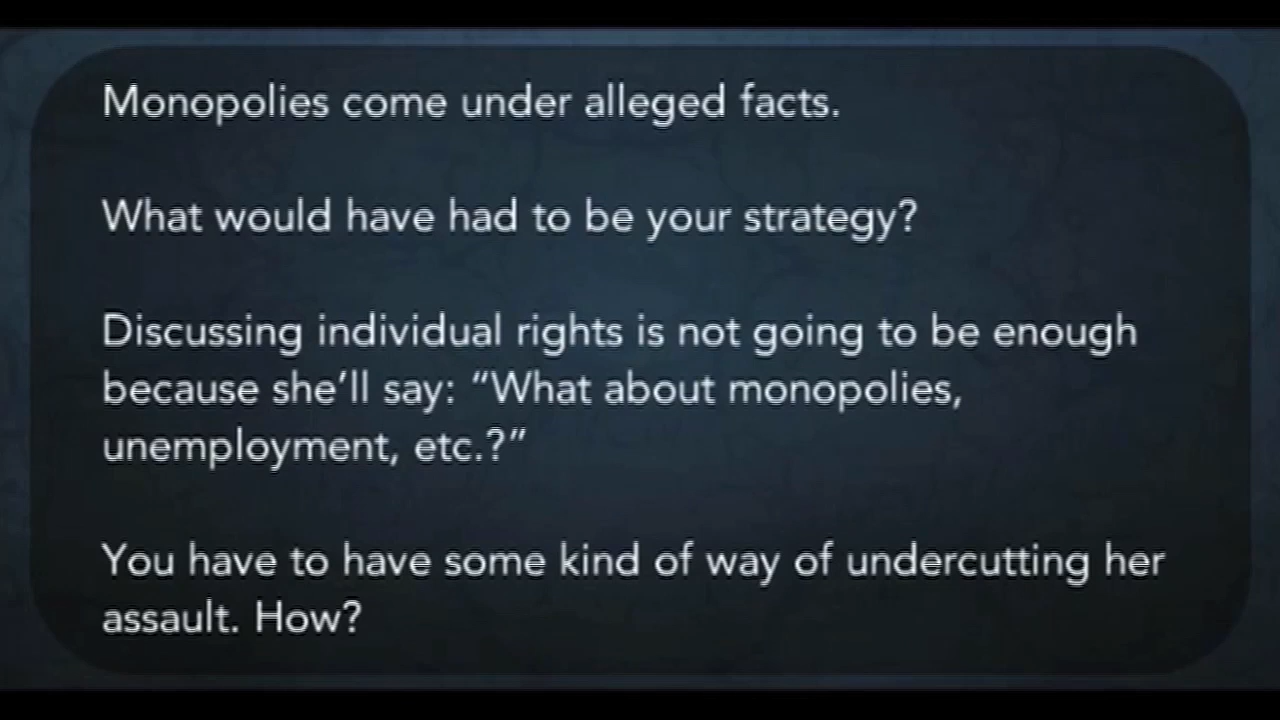 Monopolies come under alleged facts.
What would have had to be your strategy?
Discussing individual rights is not going to be enough
because she’ll say: “What about monopolies,
unemployment, etc.?”
You have to have some kind of way of undercutting her
assault. How?